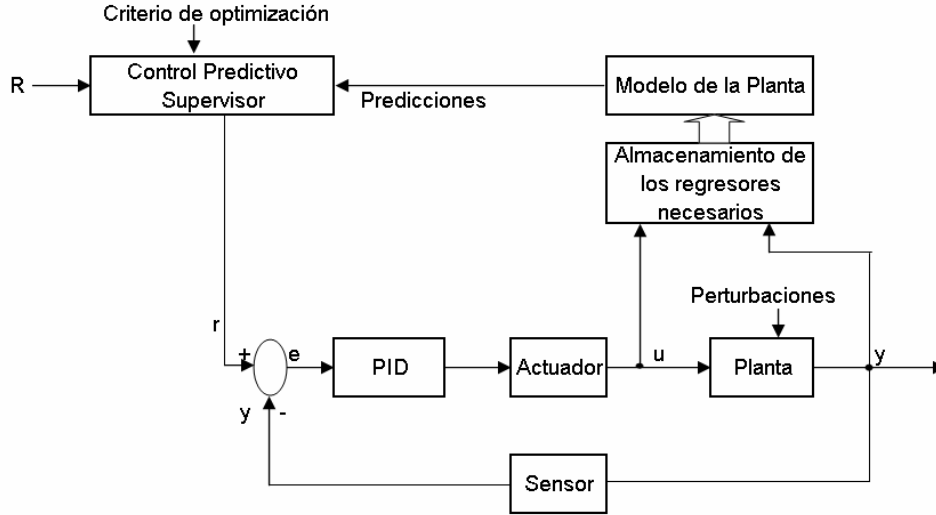 Criterio de optimización
R
Control Predictivo
Supervisor
Predicciones
Modelo de la Planta
Almacenamiento de
los regresores
necesarios
Perturbaciones
r
+
e
PID
Actuador
u
Planta
y
y
-
Sensor